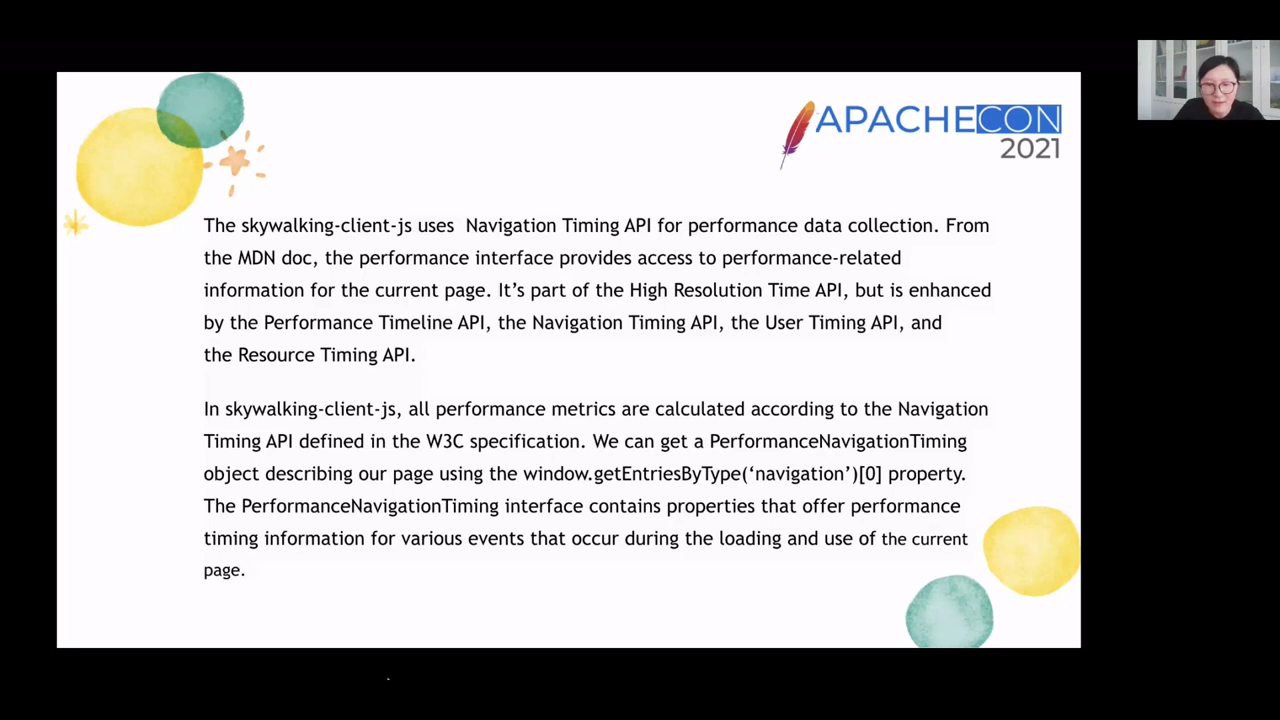 APACHECON
2021
The skywalking-client-js uses  Navigation Timing API for performance data collection. From
the MDN doc, the performance interface provides access to performance-related
information for the current page. It’s part of the High Resolution Time API, but is enhanced
by the Performance Timeline API, the Navigation Timing API, the User Timing API, and
the Resource Timing API.
In skywalking-client-js, all performance metrics are calculated according to the Navigation
Timing API defined in the W3C specification. We can get a PerformanceNavigationTiming
object describing our page using the window.getEntriesByType(‘navigation’)[0] property.
The PerformanceNavigationTiming interface contains properties that offer performance
timing information for various events that occur during the loading and use of the current
page.